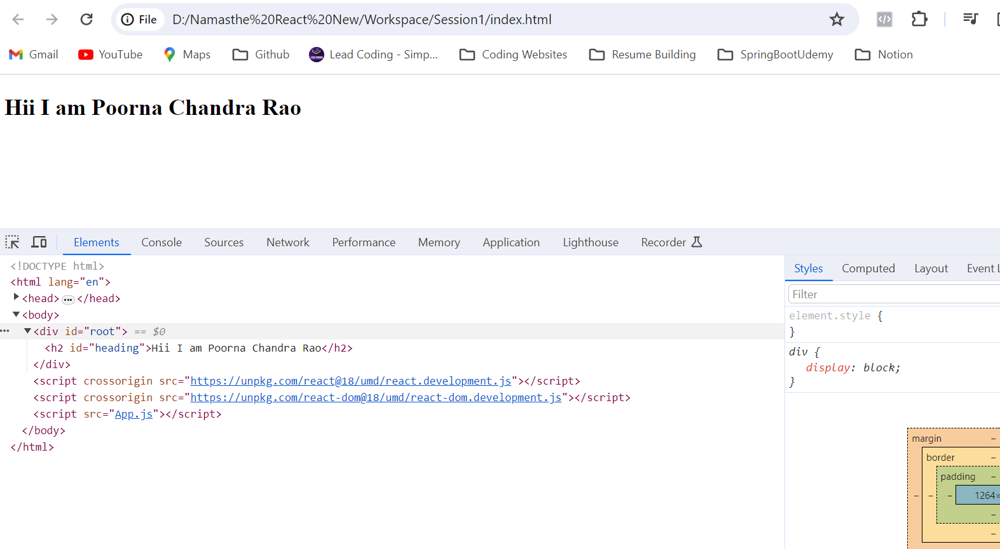 File D:/Namasthe%20React%20New/Workspace/Session1/index.html
Gmail YouTube Maps Github Lead Coding - Simp... Coding Websites Resume Building SpringBootUdemy Notion
Hii I am Poorna Chandra Rao
Elements Console Sources Network Performance Memory Application Lighthouse Recorder
<!DOCTYPE html>
<html lang="en">
<head>...</head>
<body>
<div id="root"> == $0
<h2 id="heading">Hii I am Poorna Chandra Rao</h2>
</div>
<script crossorigin src="https://unpkg.com/react@18/umd/react.development.js"></script>
<script crossorigin src="https://unpkg.com/react-dom@18/umd/react-dom.development.js"></script>
<script src="App.js"></script>
</body>
</html>
Styles Computed Layout Event L
Filter
element.style {
}
div {
display: block;
}
margin –
border –
padding –
– – – 1264×
–
–